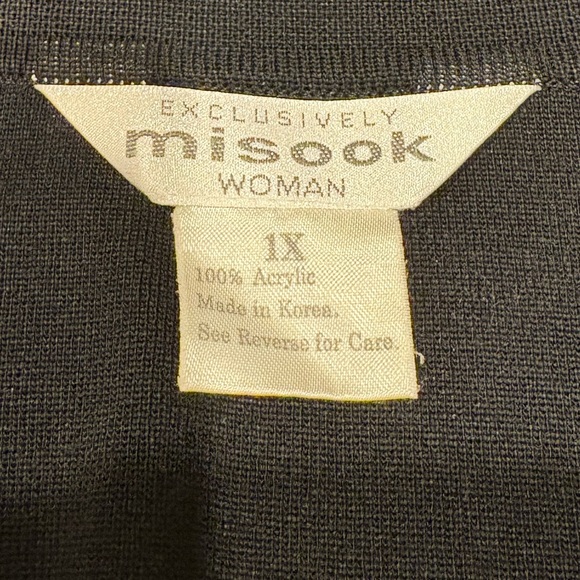 EXCLUSIVELY
misook
WOMAN
1X
100% Acrylic
Made in Korea.
See Reverse for Care.